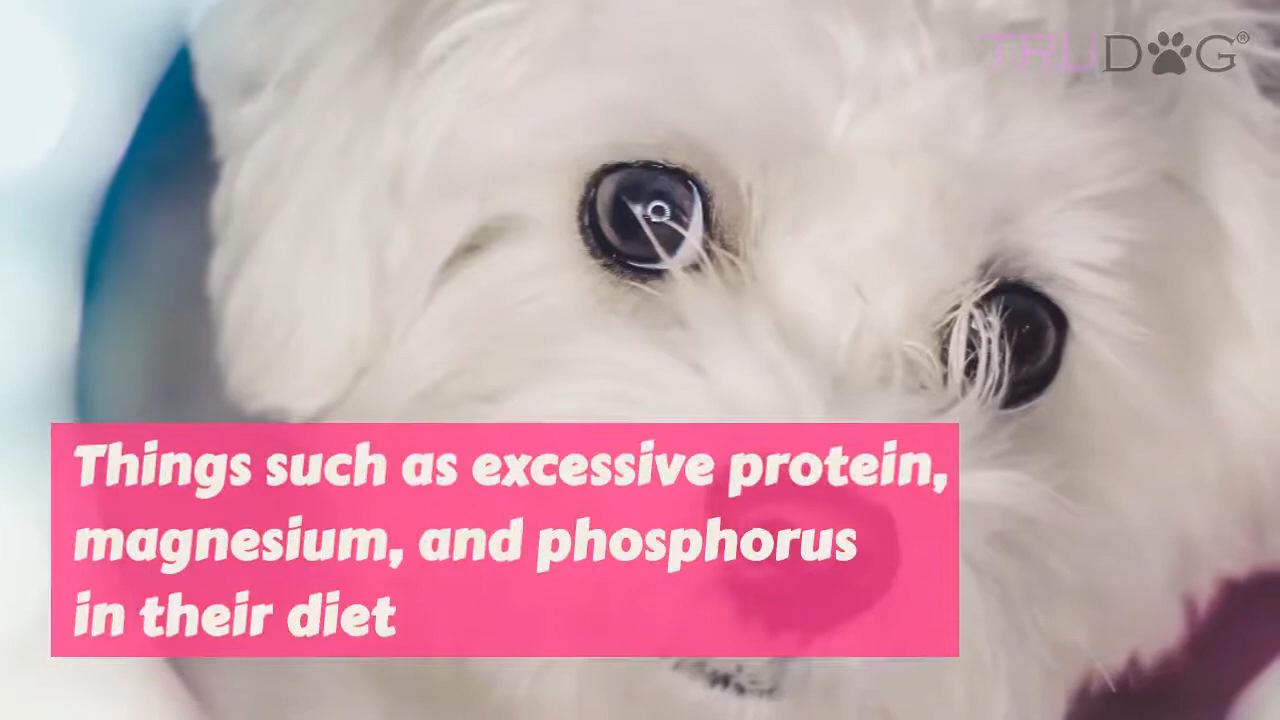 TRUDOG®
Things such as excessive protein,
magnesium, and phosphorus
in their diet